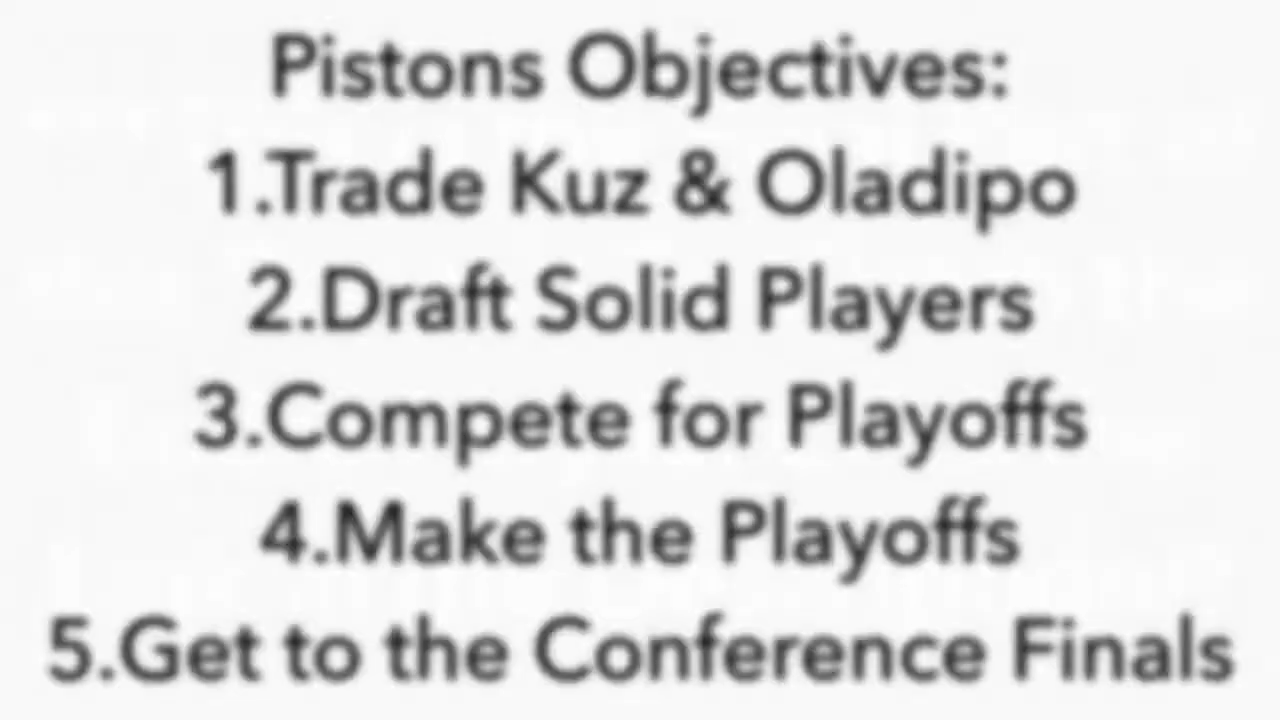 Pistons Objectives:
1.Trade Kuz & Oladipo
2.Draft Solid Players
3.Compete for Playoffs
4.Make the Playoffs
5.Get to the Conference Finals